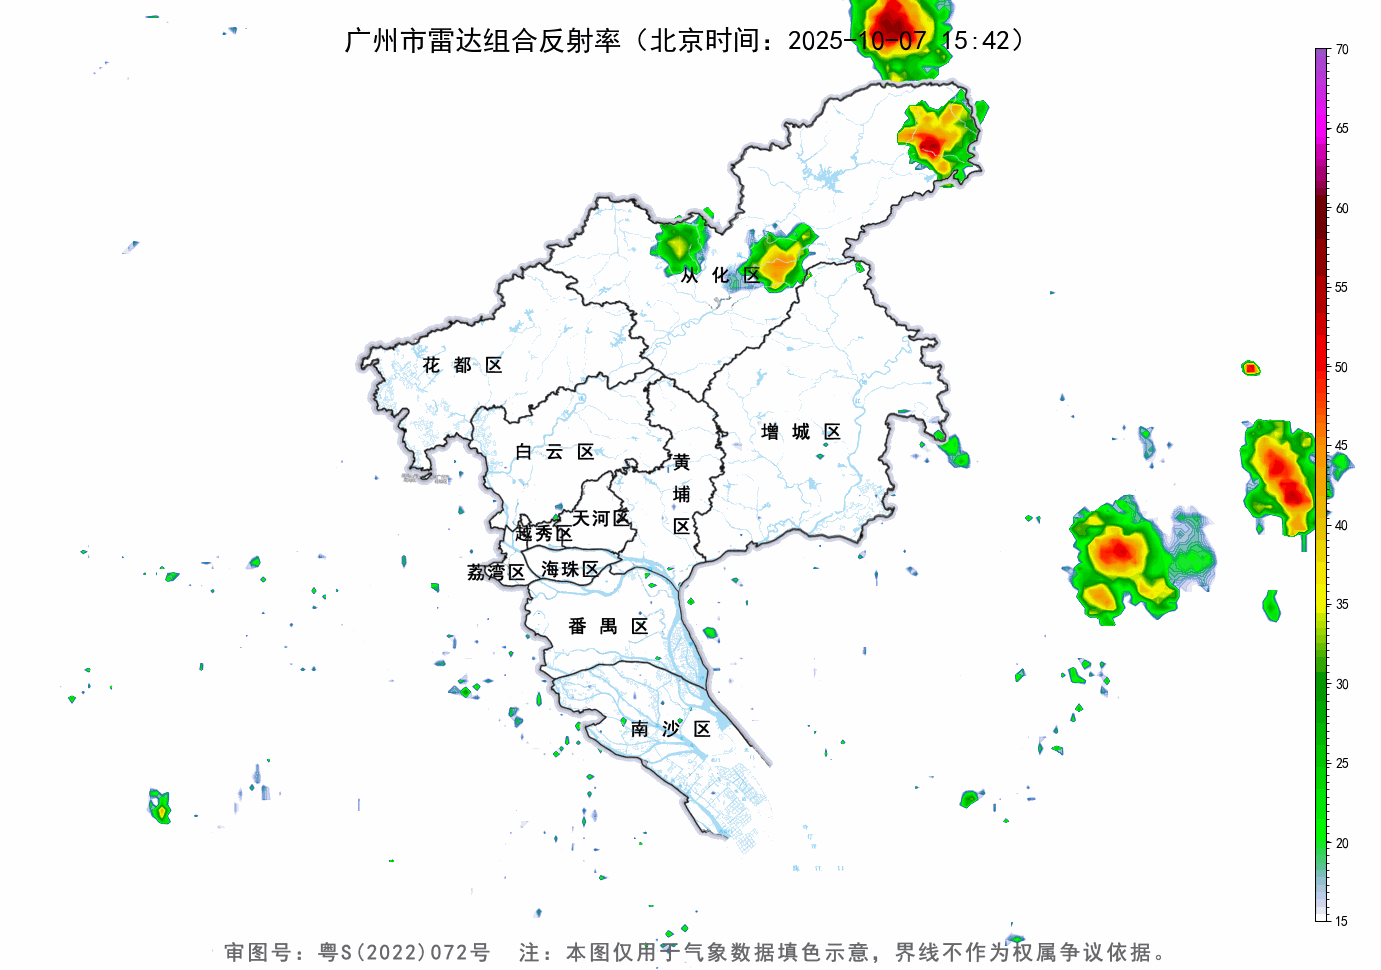 广州市雷达组合反射率（北京时间：2025-10-07 15:42）
70
65
60
55
50
45
40
35
30
25
20
15
从化区
花都区
增城区
白云区
黄埔区
天河区
越秀区
荔湾区
海珠区
番禺区
南沙区
审图号：粤S(2022)072号 注：本图仅用于气象数据填色示意，界线不作为权属争议依据。